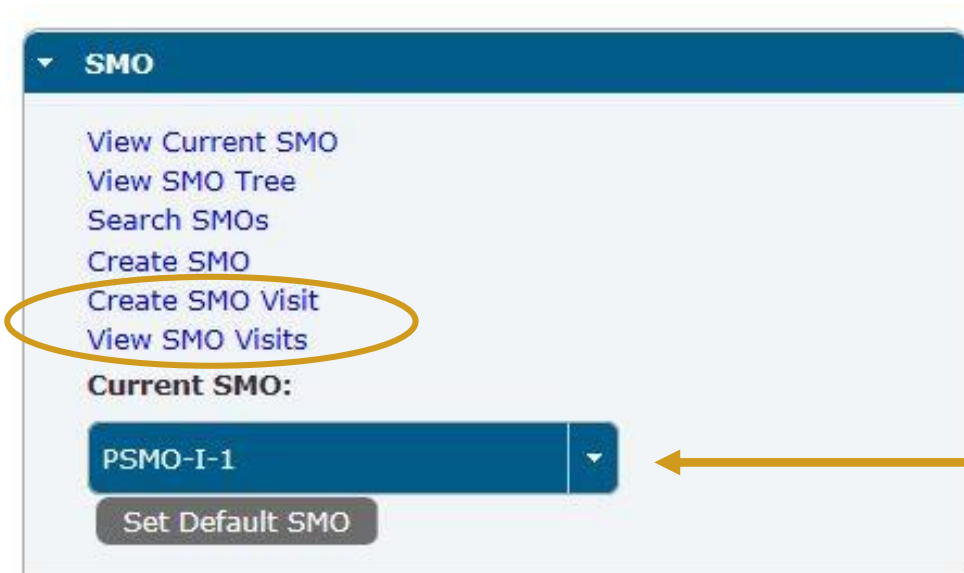 SMO
View Current SMO
View SMO Tree
Search SMOs
Create SMO
Create SMO Visit
View SMO Visits
Current SMO:
PSMO-I-1
Set Default SMO